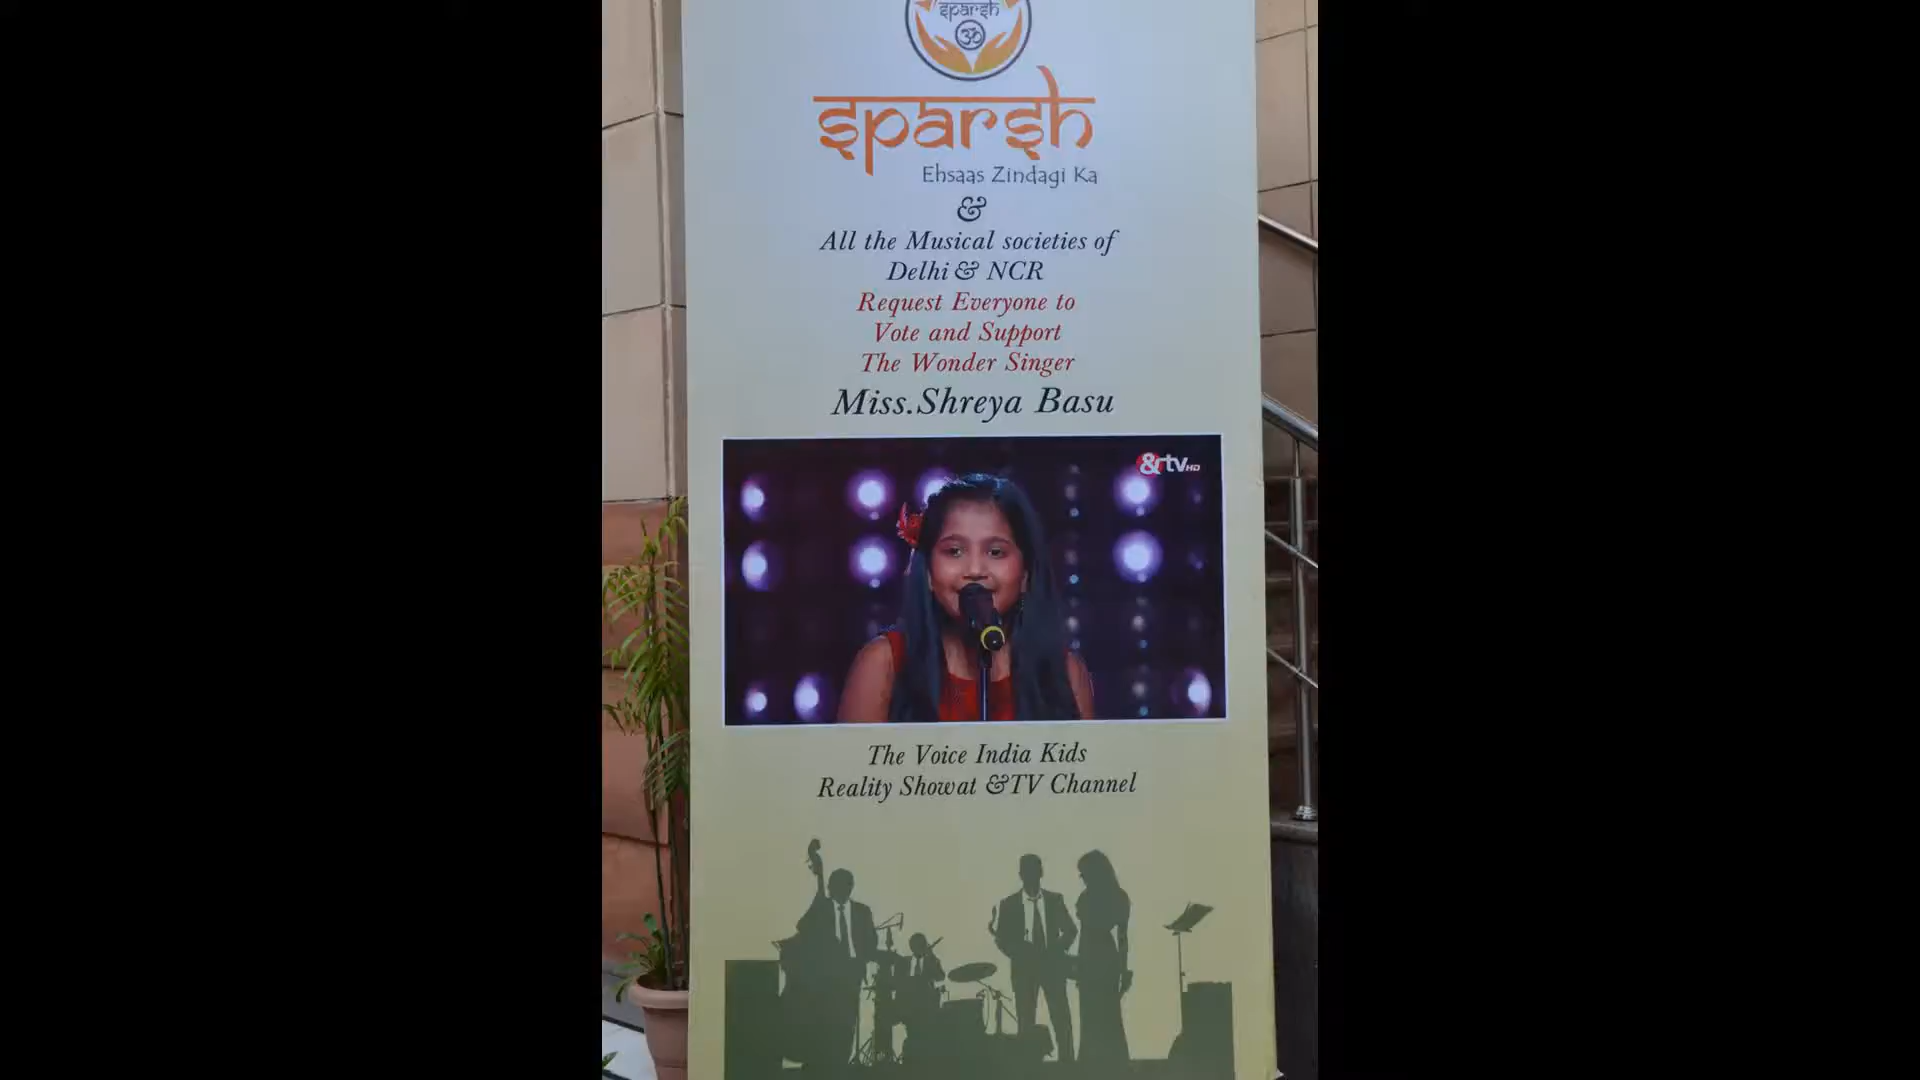 sparsh
ॐ
sparsh
Ehsaas Zindagi Ka
&
All the Musical societies of
Delhi & NCR
Request Everyone to
Vote and Support
The Wonder Singer
Miss.Shreya Basu
&tv HD
The Voice India Kids
Reality Showat &TV Channel